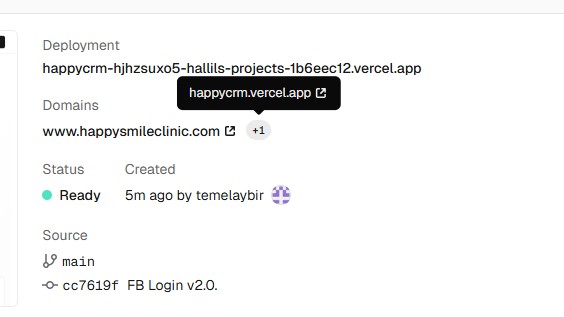 Deployment
happycrm-hjhzsuxo5-hallils-projects-1b6eec12.vercel.app
happycrm.vercel.app
Domains
www.happysmileclinic.com +1
Status Created
Ready 5m ago by temelaybir
Source
main
cc7619f FB Login v2.0.